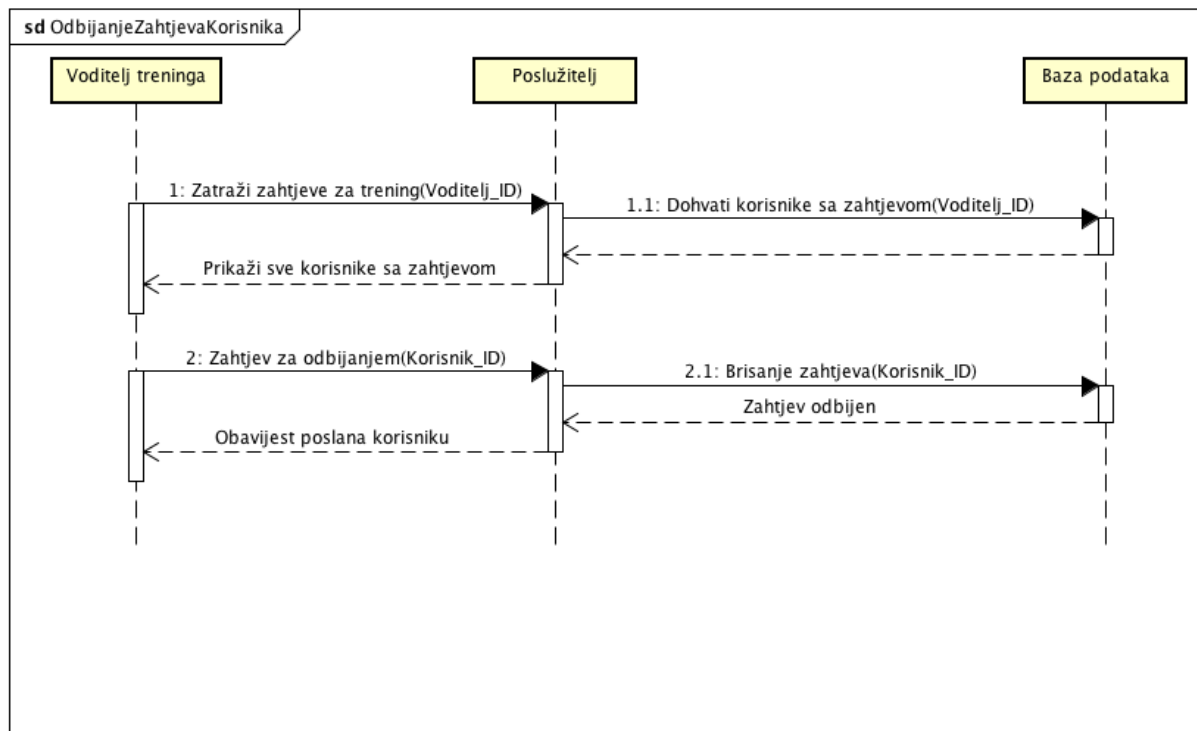 sd OdbijanjeZahtjevaKorisnika
Voditelj treninga
Poslužitelj
Baza podataka
1: Zatraži zahtjeve za trening(Voditelj_ID)
1.1: Dohvati korisnike sa zahtjevom(Voditelj_ID)
Prikaži sve korisnike sa zahtjevom
2: Zahtjev za odbijanjem(Korisnik_ID)
2.1: Brisanje zahtjeva(Korisnik_ID)
Zahtjev odbijen
Obavijest poslana korisniku